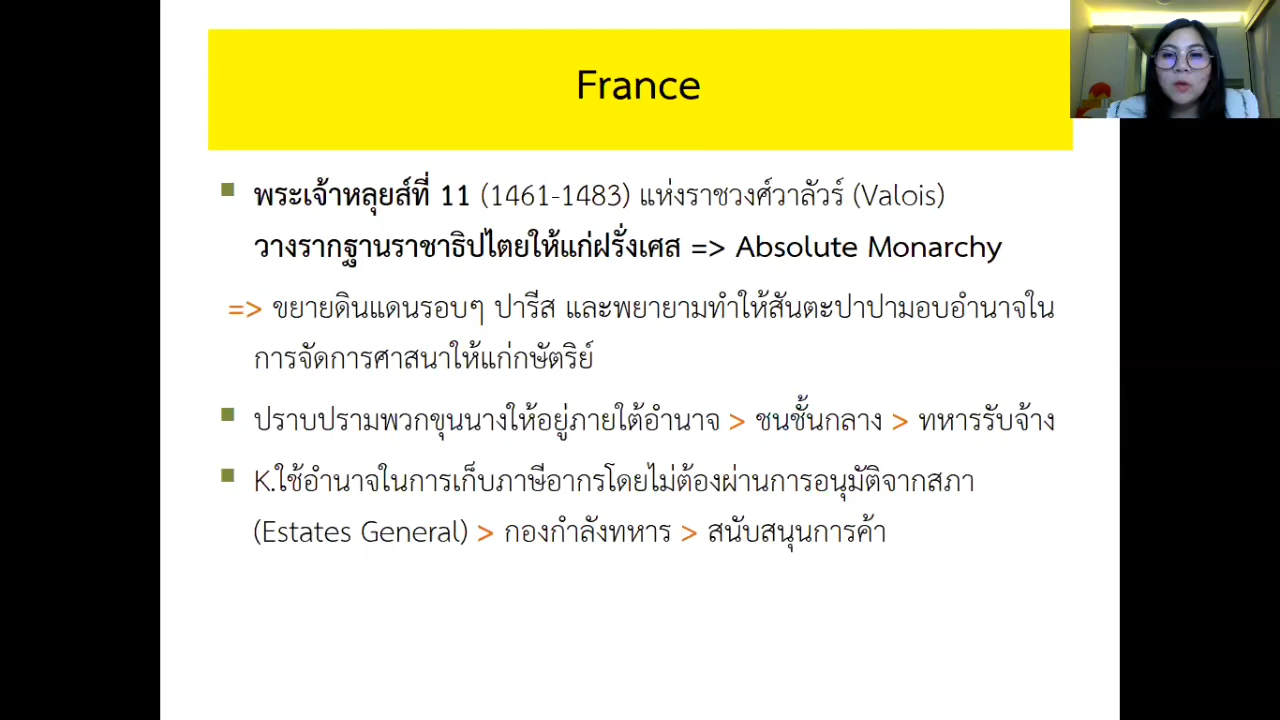 France
พระเจ้าหลุยส์ที่ 11 (1461-1483) แห่งราชวงศ์วาลัวร์ (Valois)
วางรากฐานราชาธิปไตยให้แก่ฝรั่งเศส => Absolute Monarchy
=> ขยายดินแดนรอบๆ ปารีส และพยายามทำให้สันตะปาปามอบอำนาจใน
การจัดการศาสนาให้แก่กษัตริย์
ปราบปรามพวกขุนนางให้อยู่ภายใต้อำนาจ > ชนชั้นกลาง > ทหารรับจ้าง
K.ใช้อำนาจในการเก็บภาษีอากรโดยไม่ต้องผ่านการอนุมัติจากสภา
(Estates General) > กองกำลังทหาร > สนับสนุนการค้า